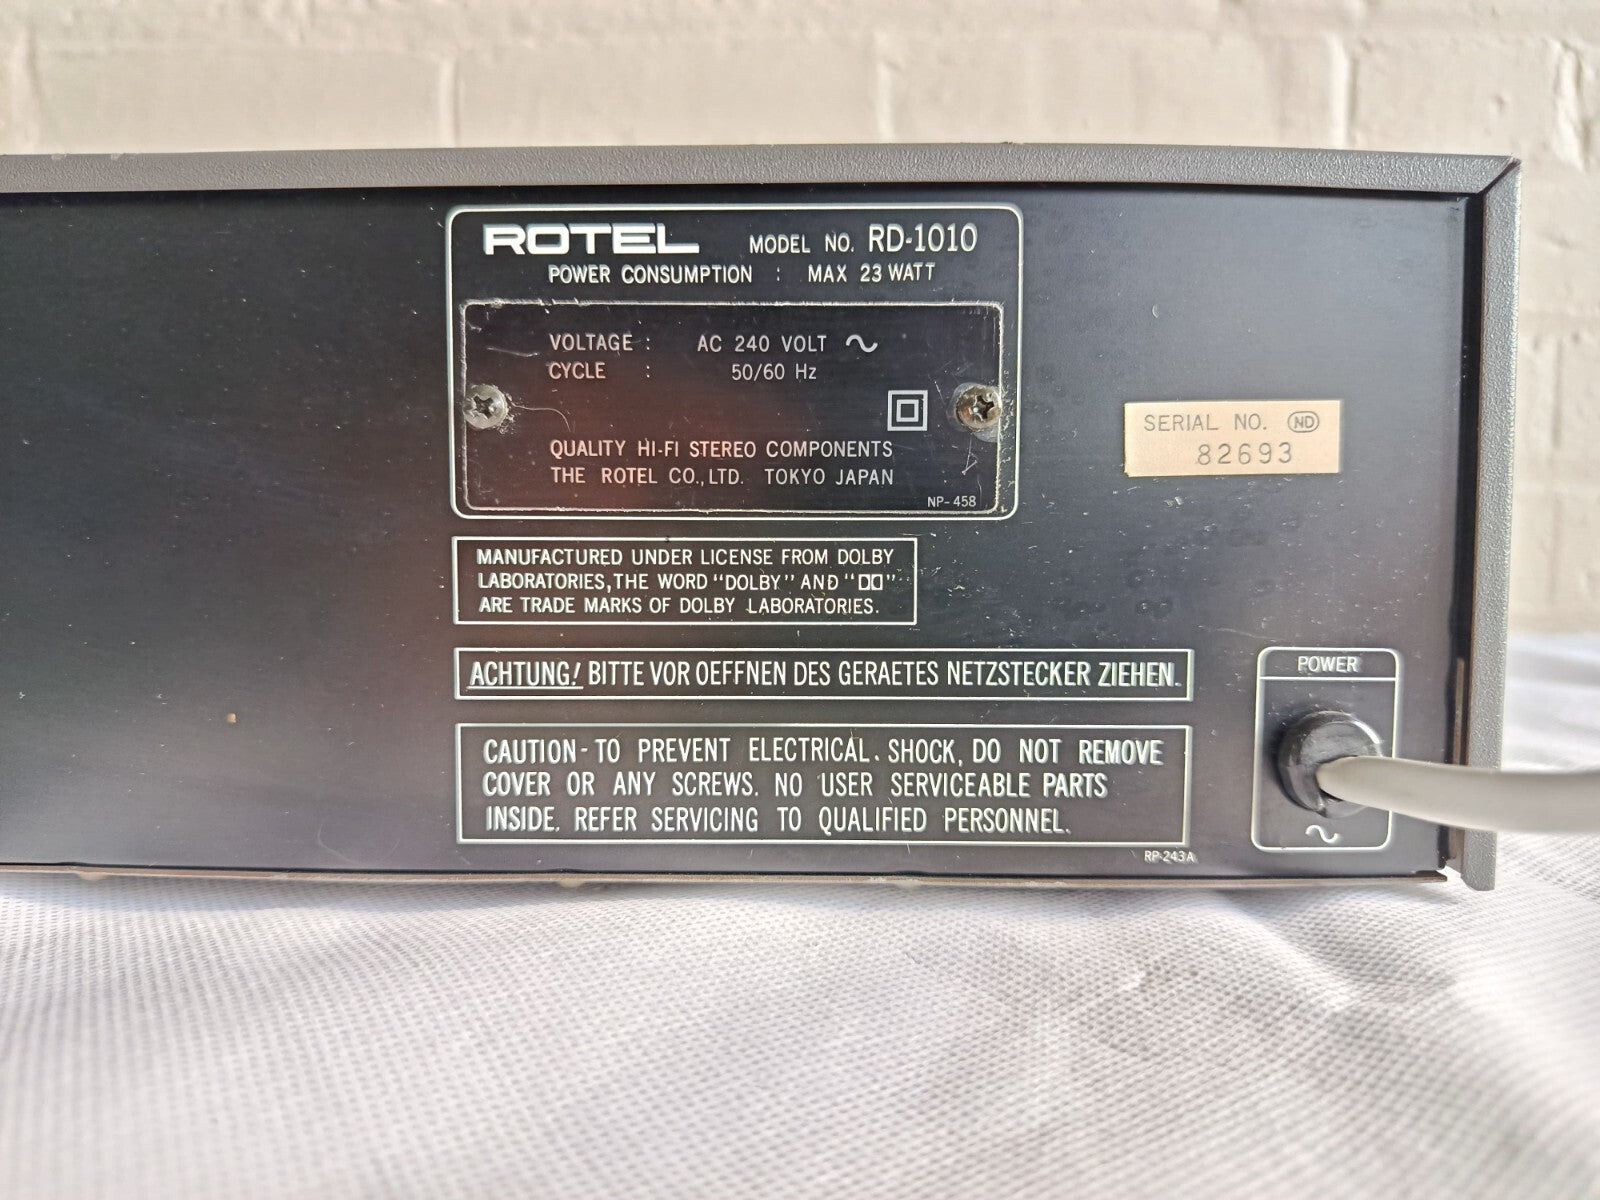 ROTEL MODEL NO. RD-1010
POWER CONSUMPTION : MAX 23 WATT
VOLTAGE : AC 240 VOLT ∿
CYCLE : 50/60 Hz
QUALITY HI-FI STEREO COMPONENTS
THE ROTEL CO., LTD. TOKYO JAPAN
NP-458
SERIAL NO. ND
82693
MANUFACTURED UNDER LICENSE FROM DOLBY
LABORATORIES, THE WORD "DOLBY" AND "DD"
ARE TRADE MARKS OF DOLBY LABORATORIES.
ACHTUNG! BITTE VOR OEFFNEN DES GERAETES NETZSTECKER ZIEHEN.
CAUTION - TO PREVENT ELECTRICAL. SHOCK, DO NOT REMOVE
COVER OR ANY SCREWS. NO USER SERVICEABLE PARTS
INSIDE. REFER SERVICING TO QUALIFIED PERSONNEL.
RP-243A
POWER
∿